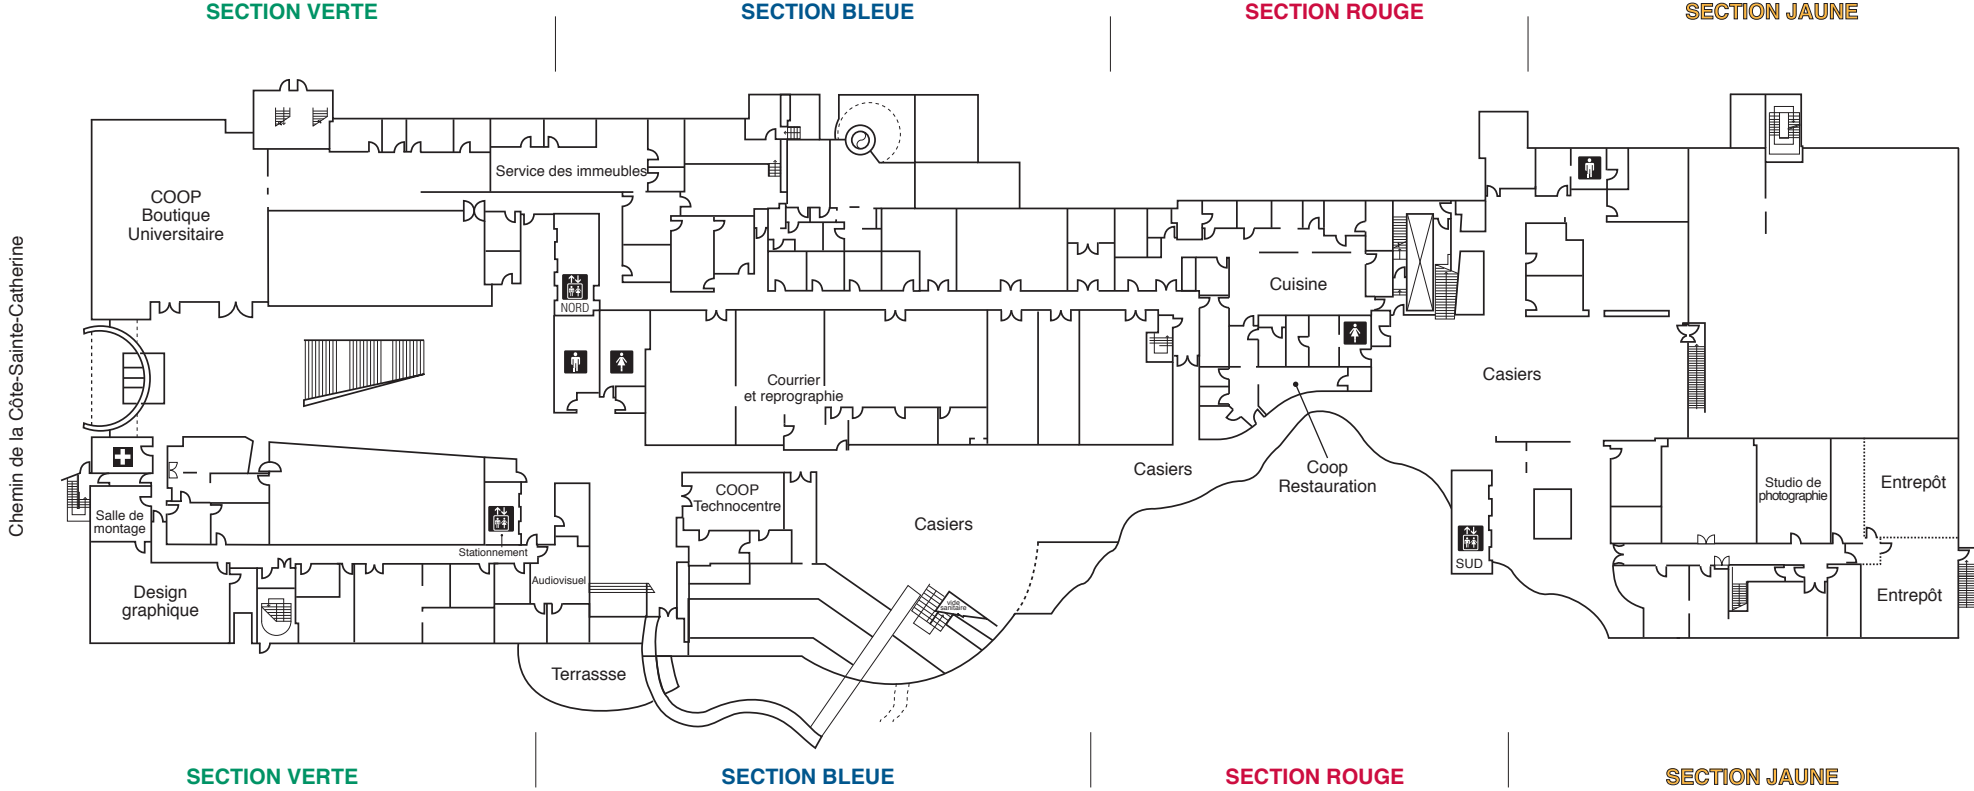 SECTION VERTE
SECTION BLEUE
SECTION ROUGE
SECTION JAUNE
Chemin de la Côte-Sainte-Catherine
COOP
Boutique
Universitaire
Service des immeubles
NORD
Cuisine
Courrier
et reprographie
Casiers
Casiers
Coop
Restauration
Salle de
montage
COOP
Technocentre
Casiers
Studio de
photographie
Entrepôt
Stationnement
Audiovisuel
SUD
Design
graphique
vide
sanitaire
Entrepôt
Terrassse
SECTION VERTE
SECTION BLEUE
SECTION ROUGE
SECTION JAUNE